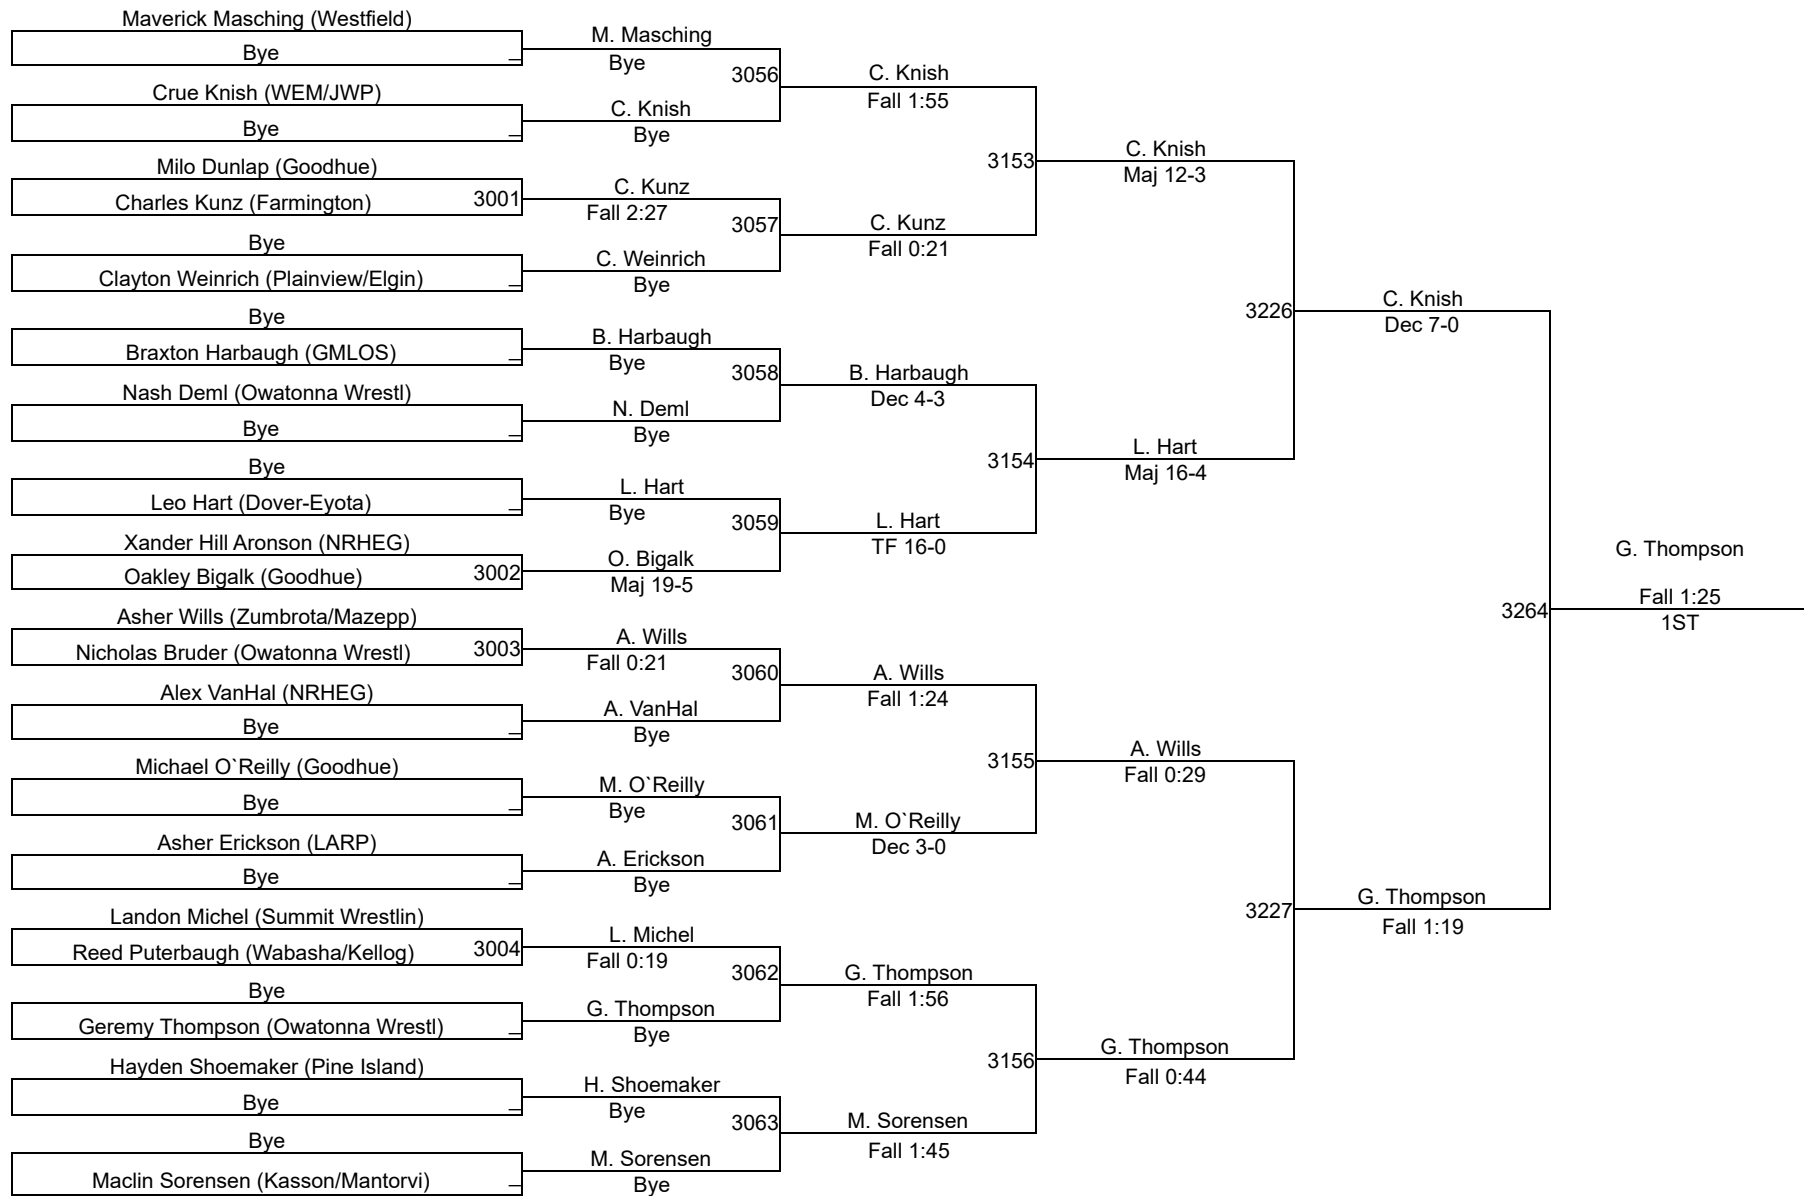 Maverick Masching (Westfield)
Bye
Crue Knish (WEM/JWP)
Bye
Milo Dunlap (Goodhue)
Charles Kunz (Farmington) 3001
Bye
Clayton Weinrich (Plainview/Elgin)
Bye
Braxton Harbaugh (GMLOS)
Nash Deml (Owatonna Wrestl)
Bye
Bye
Leo Hart (Dover-Eyota)
Xander Hill Aronson (NRHEG)
Oakley Bigalk (Goodhue) 3002
Asher Wills (Zumbrota/Mazepp)
Nicholas Bruder (Owatonna Wrestl) 3003
Alex VanHal (NRHEG)
Bye
Michael O`Reilly (Goodhue)
Bye
Asher Erickson (LARP)
Bye
Landon Michel (Summit Wrestlin)
Reed Puterbaugh (Wabasha/Kellog) 3004
Bye
Geremy Thompson (Owatonna Wrestl)
Hayden Shoemaker (Pine Island)
Bye
Bye
Maclin Sorensen (Kasson/Mantorvi)
M. Masching
Bye
3056
C. Knish
Bye
C. Kunz
Fall 2:27
3057
C. Weinrich
Bye
B. Harbaugh
Bye
3058
N. Deml
Bye
L. Hart
Bye
3059
O. Bigalk
Maj 19-5
A. Wills
Fall 0:21
3060
A. VanHal
Bye
M. O`Reilly
Bye
3061
A. Erickson
Bye
L. Michel
Fall 0:19
3062
G. Thompson
Bye
H. Shoemaker
Bye
3063
M. Sorensen
Bye
C. Knish
Fall 1:55
3153
C. Kunz
Fall 0:21
B. Harbaugh
Dec 4-3
3154
L. Hart
TF 16-0
A. Wills
Fall 1:24
3155
M. O`Reilly
Dec 3-0
G. Thompson
Fall 1:56
3156
M. Sorensen
Fall 1:45
C. Knish
Maj 12-3
3226
L. Hart
Maj 16-4
A. Wills
Fall 0:29
3227
G. Thompson
Fall 0:44
C. Knish
Dec 7-0
3264
G. Thompson
Fall 1:19
G. Thompson
Fall 1:25
1ST